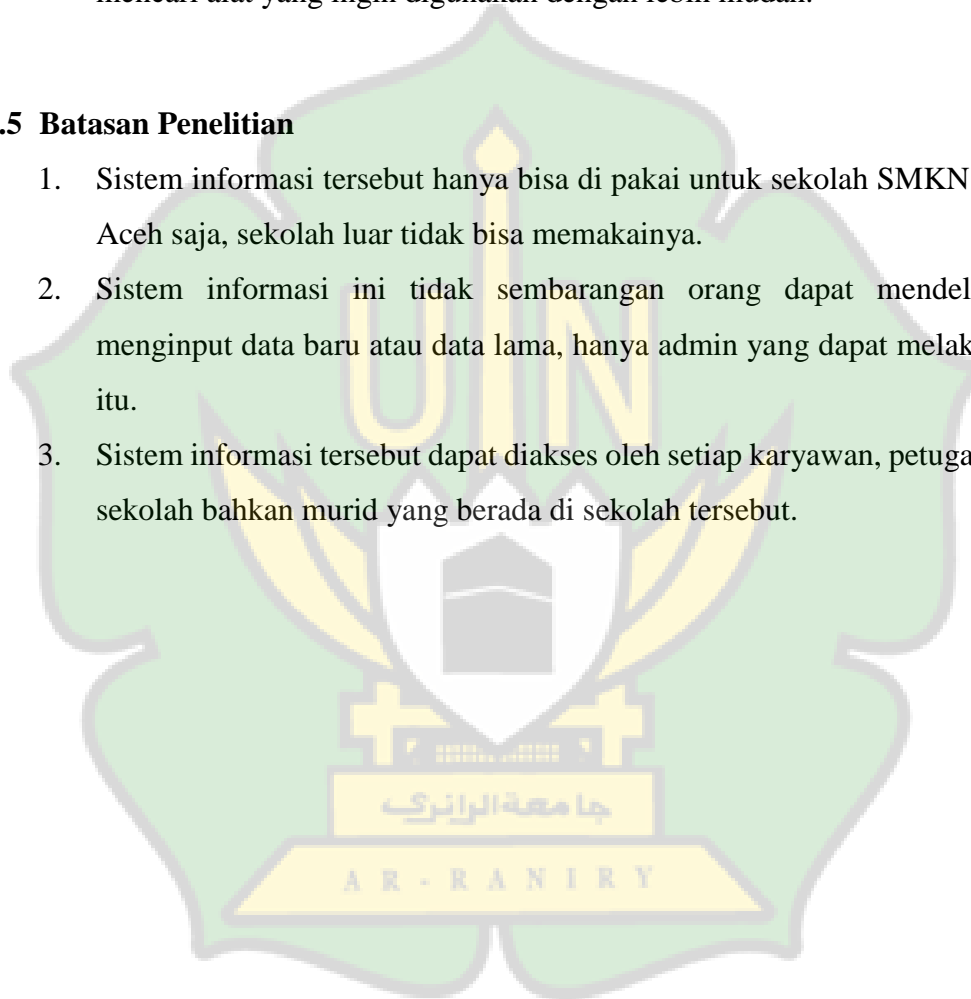 mencari alat yang ingin digunakan dengan lebih mudah.
.5 Batasan Penelitian
1. Sistem informasi tersebut hanya bisa di pakai untuk sekolah SMKN
Aceh saja, sekolah luar tidak bisa memakainya.
2. Sistem informasi ini tidak sembarangan orang dapat mendel
menginput data baru atau data lama, hanya admin yang dapat melak
itu.
3. Sistem informasi tersebut dapat diakses oleh setiap karyawan, petuga
sekolah bahkan murid yang berada di sekolah tersebut.
UIN
جامعة الرانري
AR-RANIRY